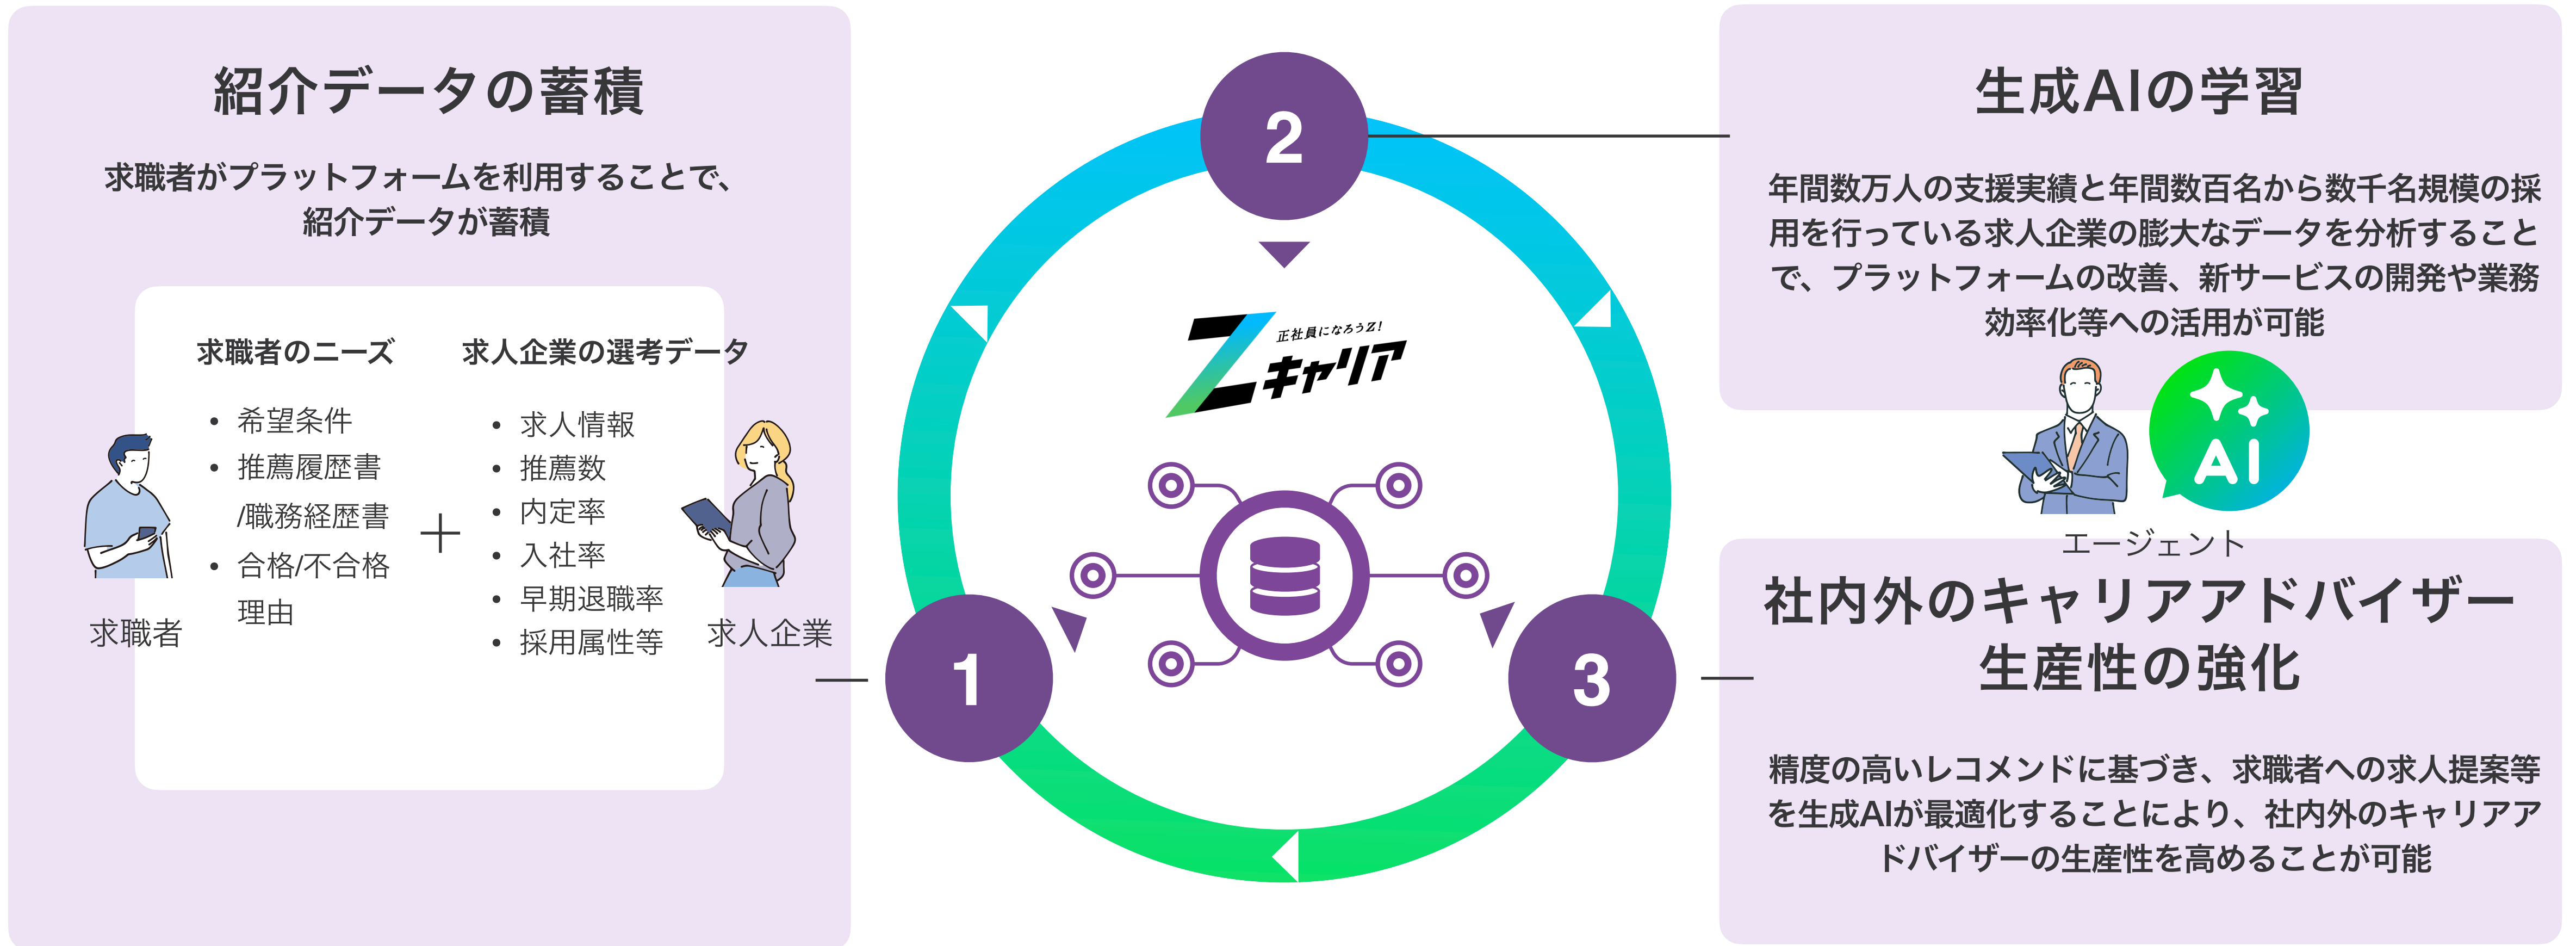 紹介データの蓄積
求職者がプラットフォームを利用することで、
紹介データが蓄積
求職者のニーズ
• 希望条件
• 推薦履歴書
/職務経歴書
• 合格/不合格
理由
求職者
+
求人企業の選考データ
• 求人情報
• 推薦数
• 内定率
• 入社率
• 早期退職率
• 採用属性等
求人企業
1
2
3
正社員になろうZ!
Zキャリア
生成AIの学習
年間数万人の支援実績と年間数百名から数千名規模の採
用を行っている求人企業の膨大なデータを分析すること
で、プラットフォームの改善、新サービスの開発や業務
効率化等への活用が可能
AI
エージェント
社内外のキャリアアドバイザー
生産性の強化
精度の高いレコメンドに基づき、求職者への求人提案等
を生成AIが最適化することにより、社内外のキャリアア
ドバイザーの生産性を高めることが可能